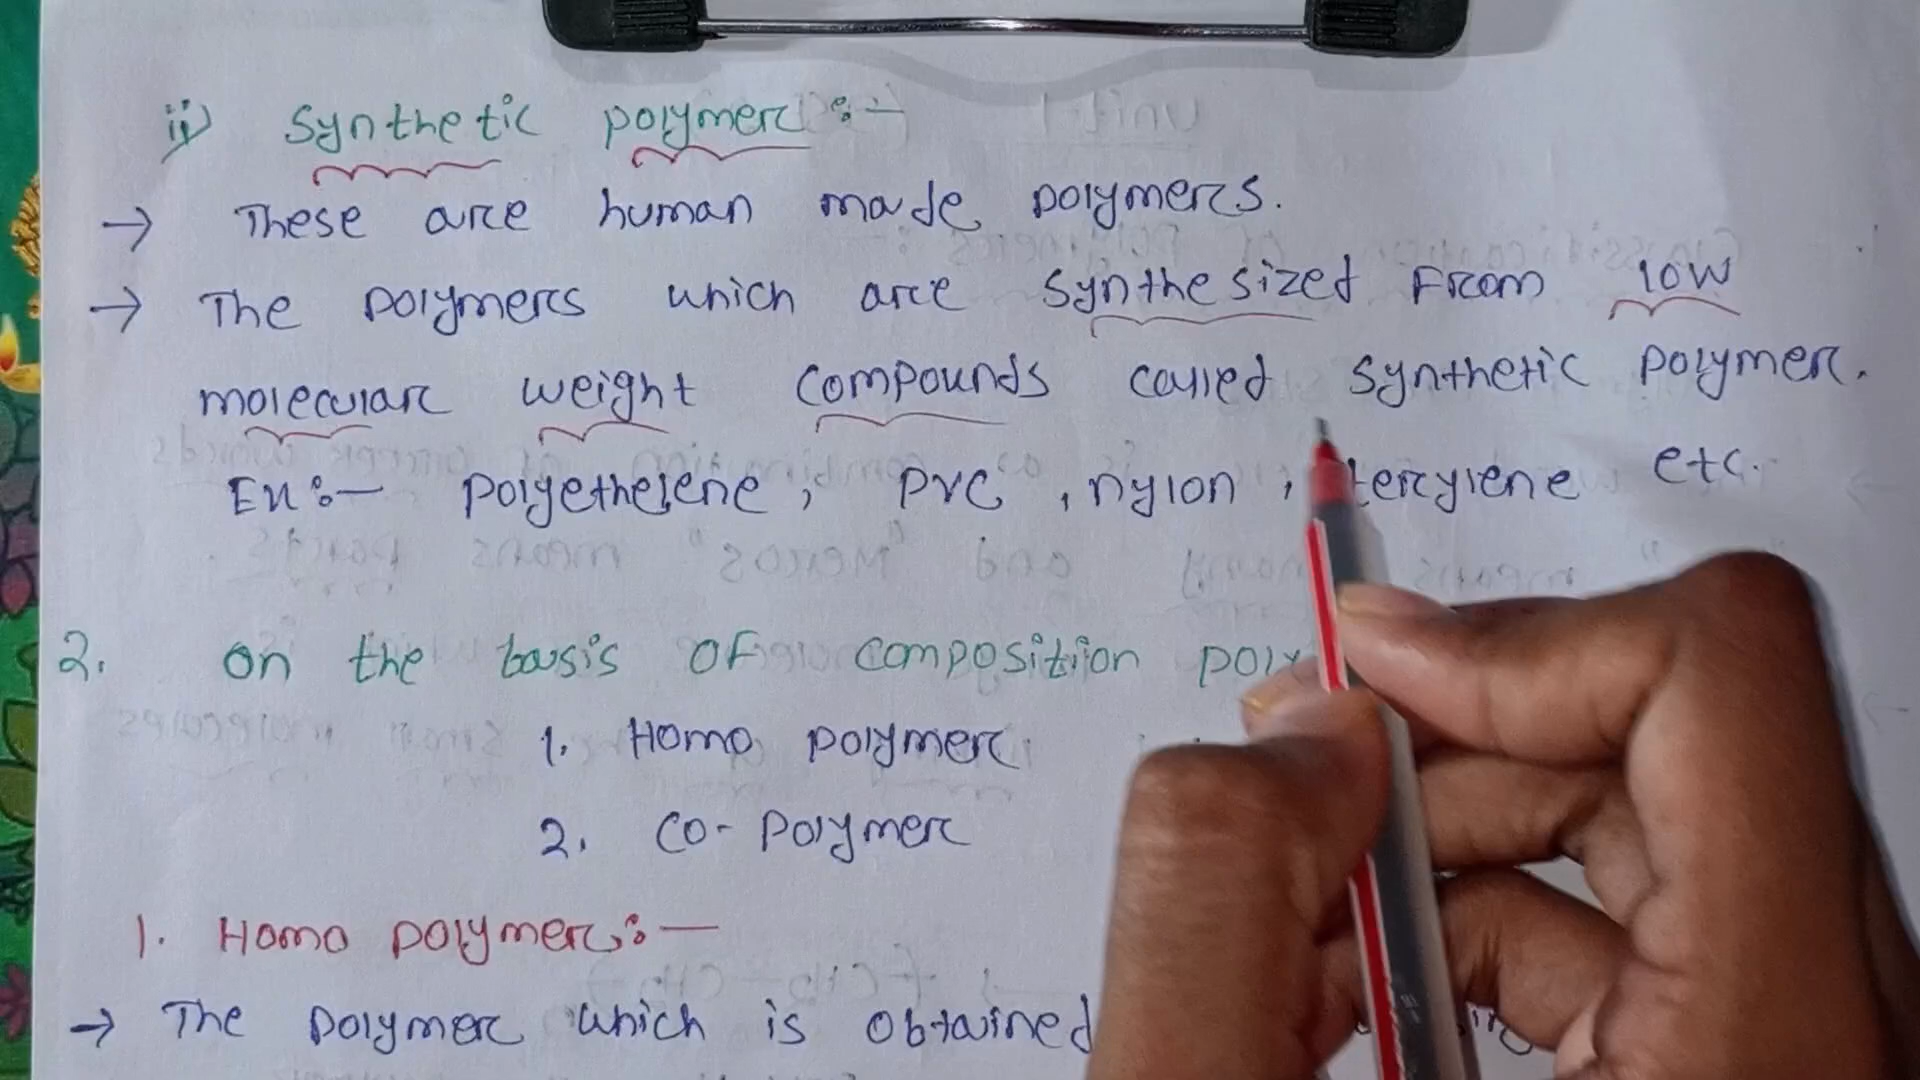 ii) Synthetic polymer :-
→ These are human made polymers.
→ The polymers which are synthesized from low
molecular weight compounds called synthetic polymer.
Ex :- polyethelene, PVC, nylon, terylene etc.
2. on the basis of composition poly
1. Homo polymer
2. Co-polymer
1. Homo polymer :-
→ The polymer which is obtained